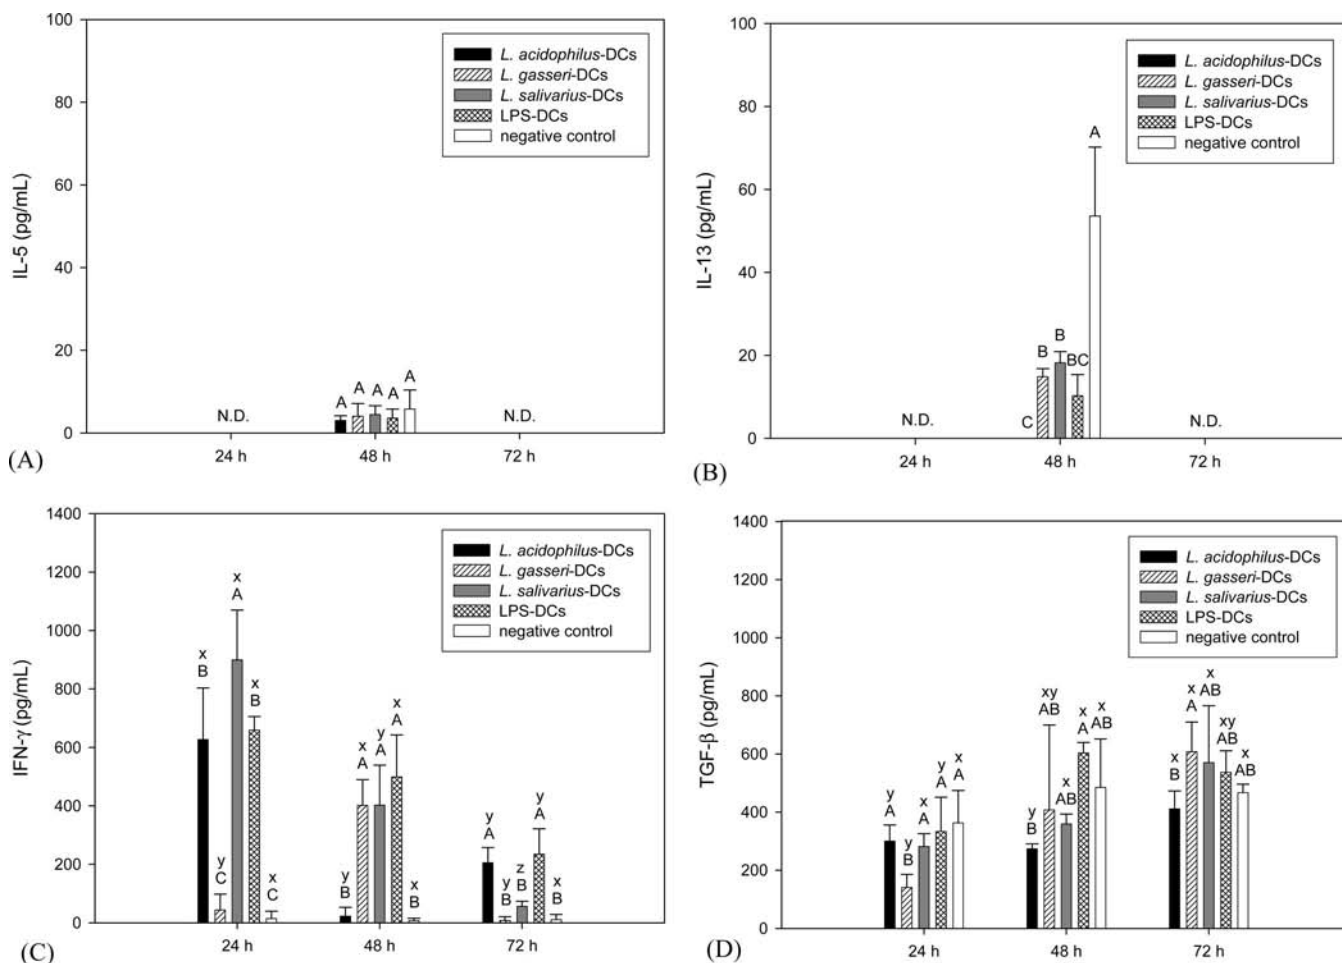 100
80
60
40
20
0
IL-5 (pg/mL)
L. acidophilus-DCs
L. gasseri-DCs
L. salivarius-DCs
LPS-DCs
negative control
N.D.
A
A
A
A
A
N.D.
24 h
48 h
72 h
(A)
100
80
60
40
20
0
IL-13 (pg/mL)
L. acidophilus-DCs
L. gasseri-DCs
L. salivarius-DCs
LPS-DCs
negative control
N.D.
C
B
B
BC
A
N.D.
24 h
48 h
72 h
(B)
1400
1200
1000
800
600
400
200
0
IFN-γ (pg/mL)
L. acidophilus-DCs
L. gasseri-DCs
L. salivarius-DCs
LPS-DCs
negative control
x
B
y
C
x
A
x
B
x
C
y
B
x
A
y
A
x
A
x
B
y
A
y
B
z
B
y
A
x
B
24 h
48 h
72 h
(C)
1400
1200
1000
800
600
400
200
0
TGF-β (pg/mL)
L. acidophilus-DCs
L. gasseri-DCs
L. salivarius-DCs
LPS-DCs
negative control
y
A
y
B
x
A
y
A
x
A
y
B
xy
AB
x
AB
x
A
x
AB
x
B
x
A
x
AB
xy
AB
x
AB
24 h
48 h
72 h
(D)